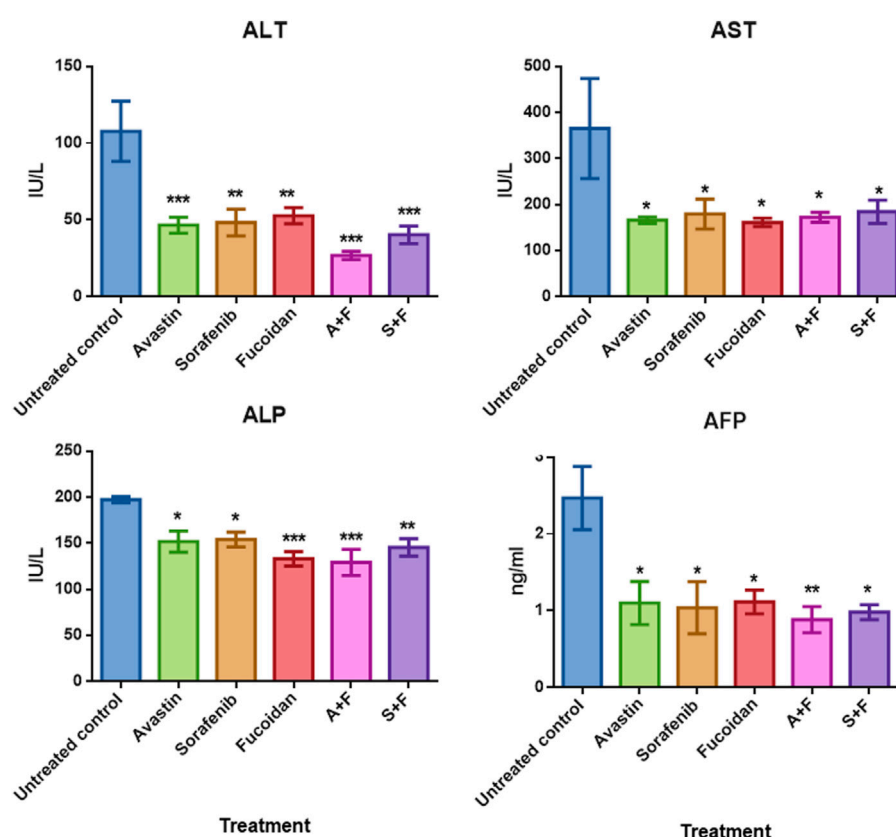 ALT
150
100
50
0
IU/L
***
**
**
***
***
Untreated control
Avastin
Sorafenib
Fucoidan
A+F
S+F
AST
500
400
300
200
100
0
IU/L
*
*
*
*
*
Untreated control
Avastin
Sorafenib
Fucoidan
A+F
S+F
ALP
250
200
150
100
50
0
IU/L
*
*
***
***
**
Untreated control
Avastin
Sorafenib
Fucoidan
A+F
S+F
Treatment
AFP
3
2
1
0
ng/ml
*
*
*
**
*
Untreated control
Avastin
Sorafenib
Fucoidan
A+F
S+F
Treatment